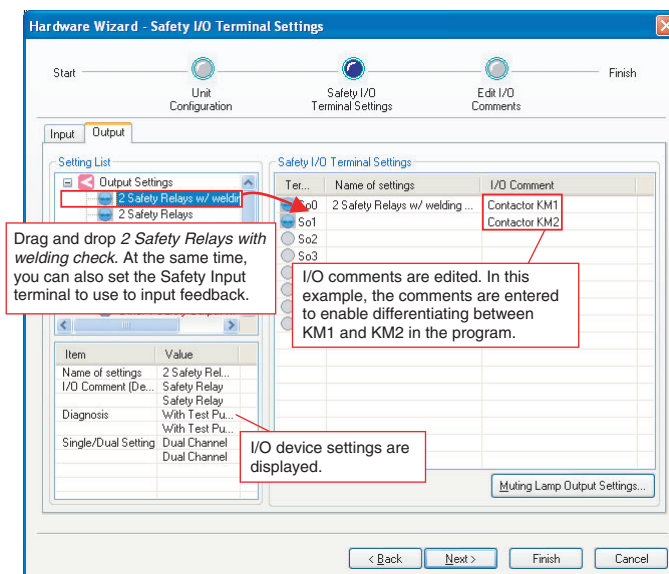 Hardware Wizard - Safety I/O Terminal Settings
Start
Unit
Configuration
Safety I/O
Terminal Settings
Edit I/O
Comments
Finish
Input
Output
Setting List
Output Settings
2 Safety Relays w/ weldin
2 Safety Relays
Drag and drop 2 Safety Relays with
welding check. At the same time,
you can also set the Safety Input
terminal to use to input feedback.
Item Value
Name of settings 2 Safety Rel...
I/O Comment (De... Safety Relay
Safety Relay
Diagnosis With Test Pu...
With Test Pu...
Single/Dual Setting Dual Channel
Dual Channel
I/O device settings are
displayed.
Safety I/O Terminal Settings
Ter... Name of settings I/O Comment
So0 2 Safety Relays w/ welding ... Contactor KM1
So1 Contactor KM2
So2
So3
I/O comments are edited. In this
example, the comments are entered
to enable differentiating between
KM1 and KM2 in the program.
Muting Lamp Output Settings...
< Back
Next >
Finish
Cancel